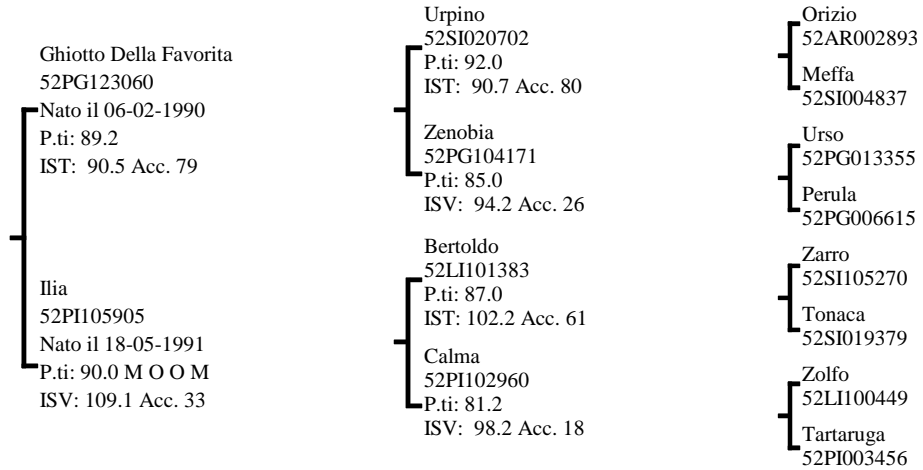 Ghiotto Della Favorita
52PG123060
Nato il 06-02-1990
P.ti: 89.2
IST: 90.5 Acc. 79
Ilia
52PI105905
Nato il 18-05-1991
P.ti: 90.0 M O O M
ISV: 109.1 Acc. 33
Urpino
52SI020702
P.ti: 92.0
IST: 90.7 Acc. 80
Zenobia
52PG104171
P.ti: 85.0
ISV: 94.2 Acc. 26
Bertoldo
52LI101383
P.ti: 87.0
IST: 102.2 Acc. 61
Calma
52PI102960
P.ti: 81.2
ISV: 98.2 Acc. 18
Orizio
52AR002893
Meffa
52SI004837
Urso
52PG013355
Perula
52PG006615
Zarro
52SI105270
Tonaca
52SI019379
Zolfo
52LI100449
Tartaruga
52PI003456